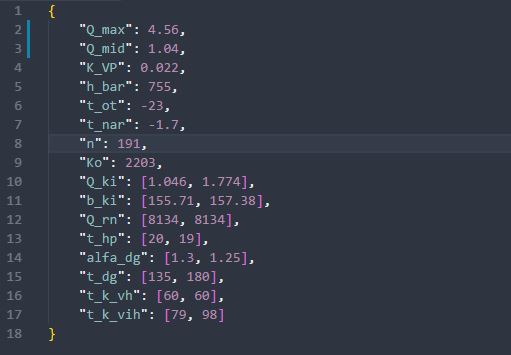 1 {
2 "Q_max": 4.56,
3 "Q_mid": 1.04,
4 "K_VP": 0.022,
5 "h_bar": 755,
6 "t_ot": -23,
7 "t_nar": -1.7,
8 "n": 191,
9 "Ko": 2203,
10 "Q_ki": [1.046, 1.774],
11 "b_ki": [155.71, 157.38],
12 "Q_rn": [8134, 8134],
13 "t_hp": [20, 19],
14 "alfa_dg": [1.3, 1.25],
15 "t_dg": [135, 180],
16 "t_k_vh": [60, 60],
17 "t_k_vih": [79, 98]
18 }